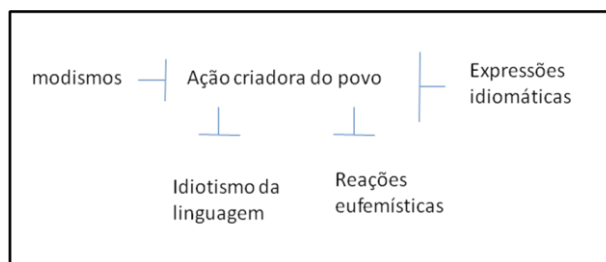 modismos
Ação criadora do povo
Expressões
idiomáticas
Idiotismo da
linguagem
Reações
eufemísticas